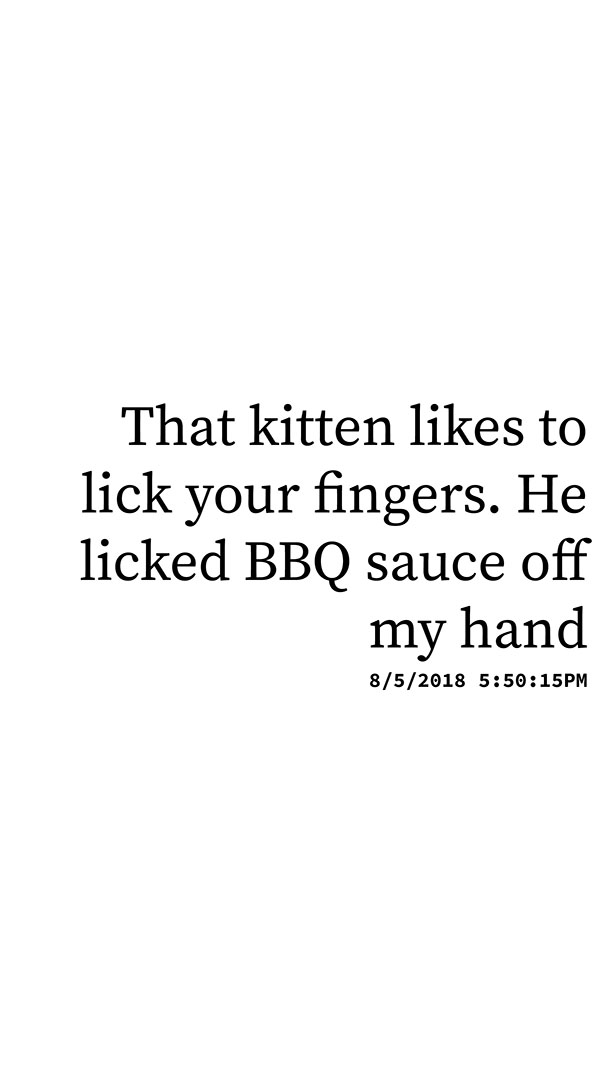 That kitten likes to
lick your fingers. He
licked BBQ sauce off
my hand
8/5/2018 5:50:15PM